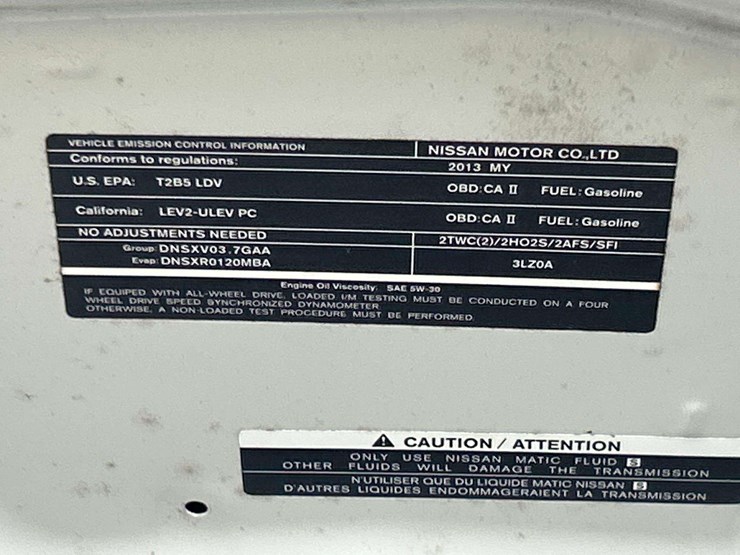 VEHICLE EMISSION CONTROL INFORMATION
NISSAN MOTOR CO.,LTD
Conforms to regulations:
2013 MY
U.S. EPA: T2B5 LDV
OBD:CA II FUEL:Gasoline
California: LEV2-ULEV PC
OBD:CA II FUEL:Gasoline
NO ADJUSTMENTS NEEDED
2TWC(2)/2HO2S/2AFS/SFI
Group: DNSXV03.7GAA
Evap: DNSXR0120MBA
3LZ0A
Engine Oil Viscosity: SAE 5W-30
IF EQUIPED WITH ALL-WHEEL DRIVE, LOADED I/M TESTING MUST BE CONDUCTED ON A FOUR
WHEEL DRIVE SPEED SYNCHRONIZED DYNAMOMETER.
OTHERWISE, A NON-LOADED TEST PROCEDURE MUST BE PERFORMED.
⚠ CAUTION / ATTENTION
ONLY USE NISSAN MATIC FLUID S
OTHER FLUIDS WILL DAMAGE THE TRANSMISSION
N'UTILISER QUE DU LIQUIDE MATIC NISSAN S
D'AUTRES LIQUIDES ENDOMMAGERAIENT LA TRANSMISSION